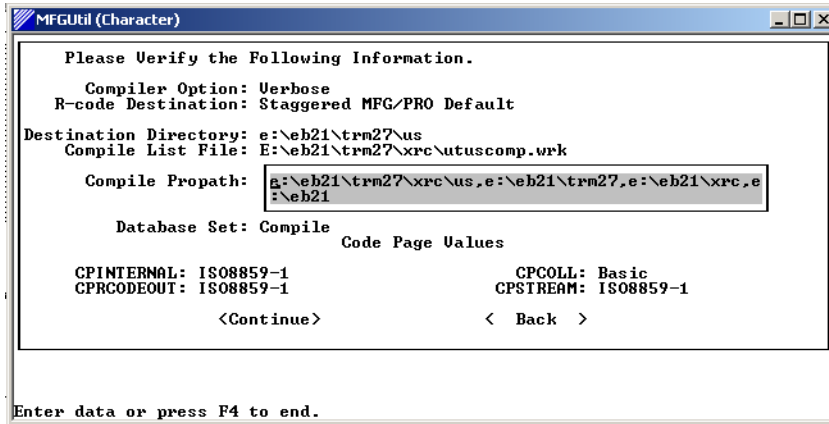 MFGUtil (Character)
Please Verify the Following Information.
Compiler Option: Verbose
R-code Destination: Staggered MFG/PRO Default
Destination Directory: e:\eb21\trm27\us
Compile List File: E:\eb21\trm27\xrc\utuscomp.wrk
Compile Propath: e:\eb21\trm27\xrc\us,e:\eb21\trm27,e:\eb21\xrc,e
:\eb21
Database Set: Compile
Code Page Values
CPINTERNAL: ISO8859-1 CPCOLL: Basic
CPRCODEOUT: ISO8859-1 CPSTREAM: ISO8859-1
<Continue> < Back >
Enter data or press F4 to end.